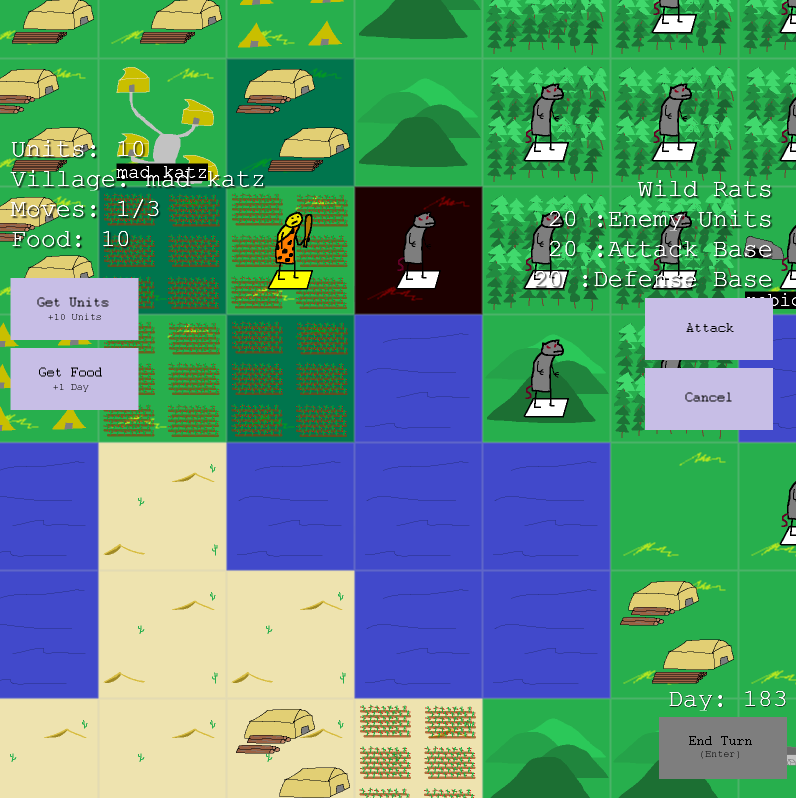 Units: 10
mad katz
Village: mad katz
Moves: 1/3
Food: 10
Get Units
+10 Units
Get Food
+1 Day
Wild Rats
20 :Enemy Units
20 :Attack Base
20 :Defense Base
Attack
Cancel
Day: 183
End Turn
(Enter)